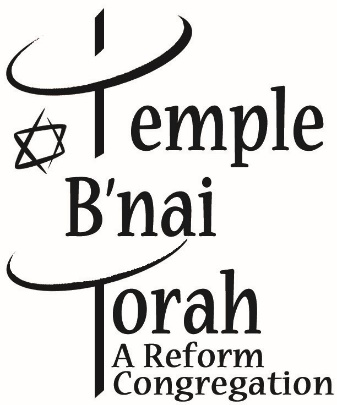 Temple
B'nai
Torah
A Reform
Congregation